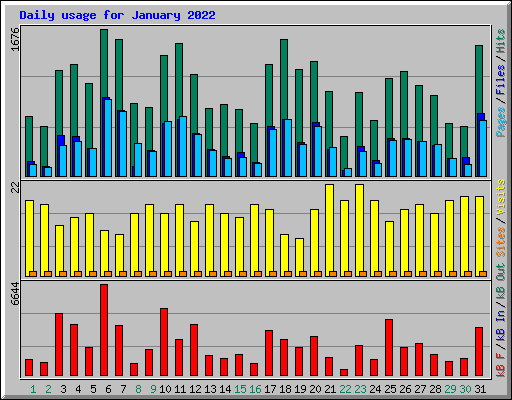 Daily usage for January 2022
1676
22
6644
Pages / Files / Hits
Sites / Visits
kB F / kB In / kB Out
1 2 3 4 5 6 7 8 9 10 11 12 13 14 15 16 17 18 19 20 21 22 23 24 25 26 27 28 29 30 31